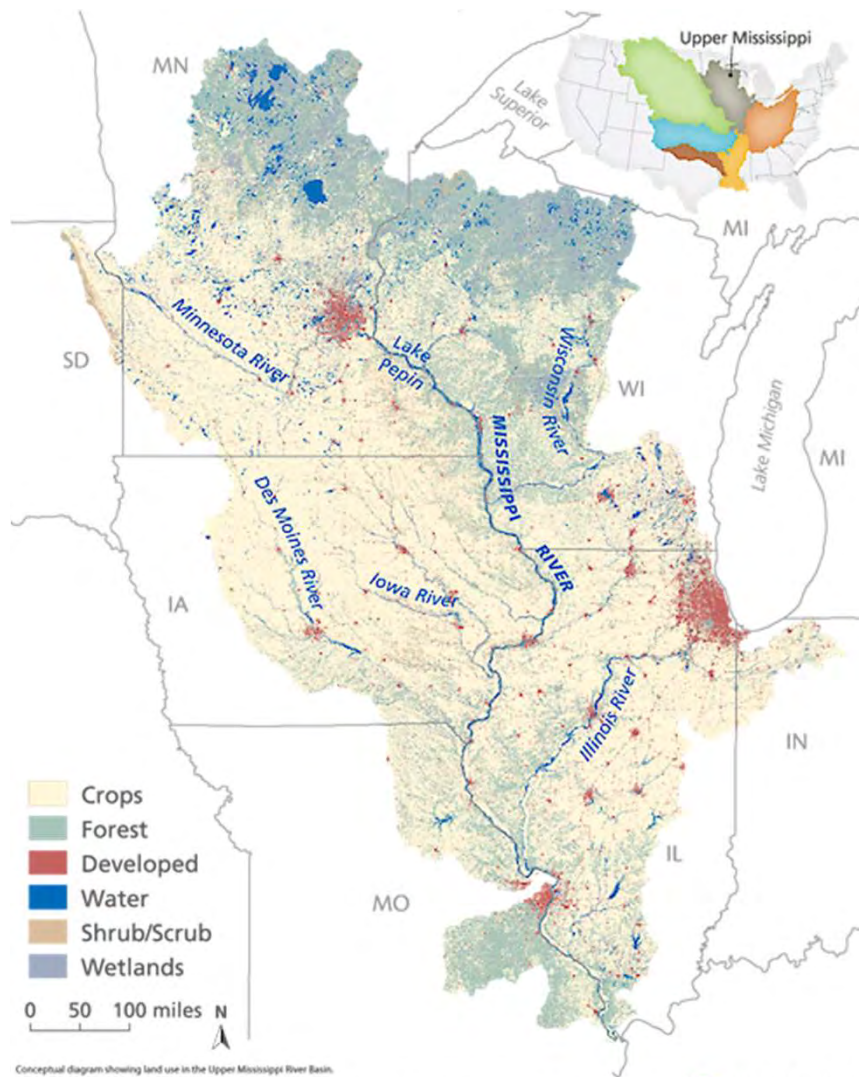 Upper Mississippi
MN
Lake
Superior
MI
SD
Minnesota River
Lake
Pepin
Wisconsin
River
WI
MISSISSIPPI
RIVER
Lake Michigan
MI
Des Moines River
Iowa River
IA
Illinois River
IN
IL
MO
Crops
Forest
Developed
Water
Shrub/Scrub
Wetlands
0 50 100 miles
N
Conceptual diagram showing land use in the Upper Mississippi River Basin.